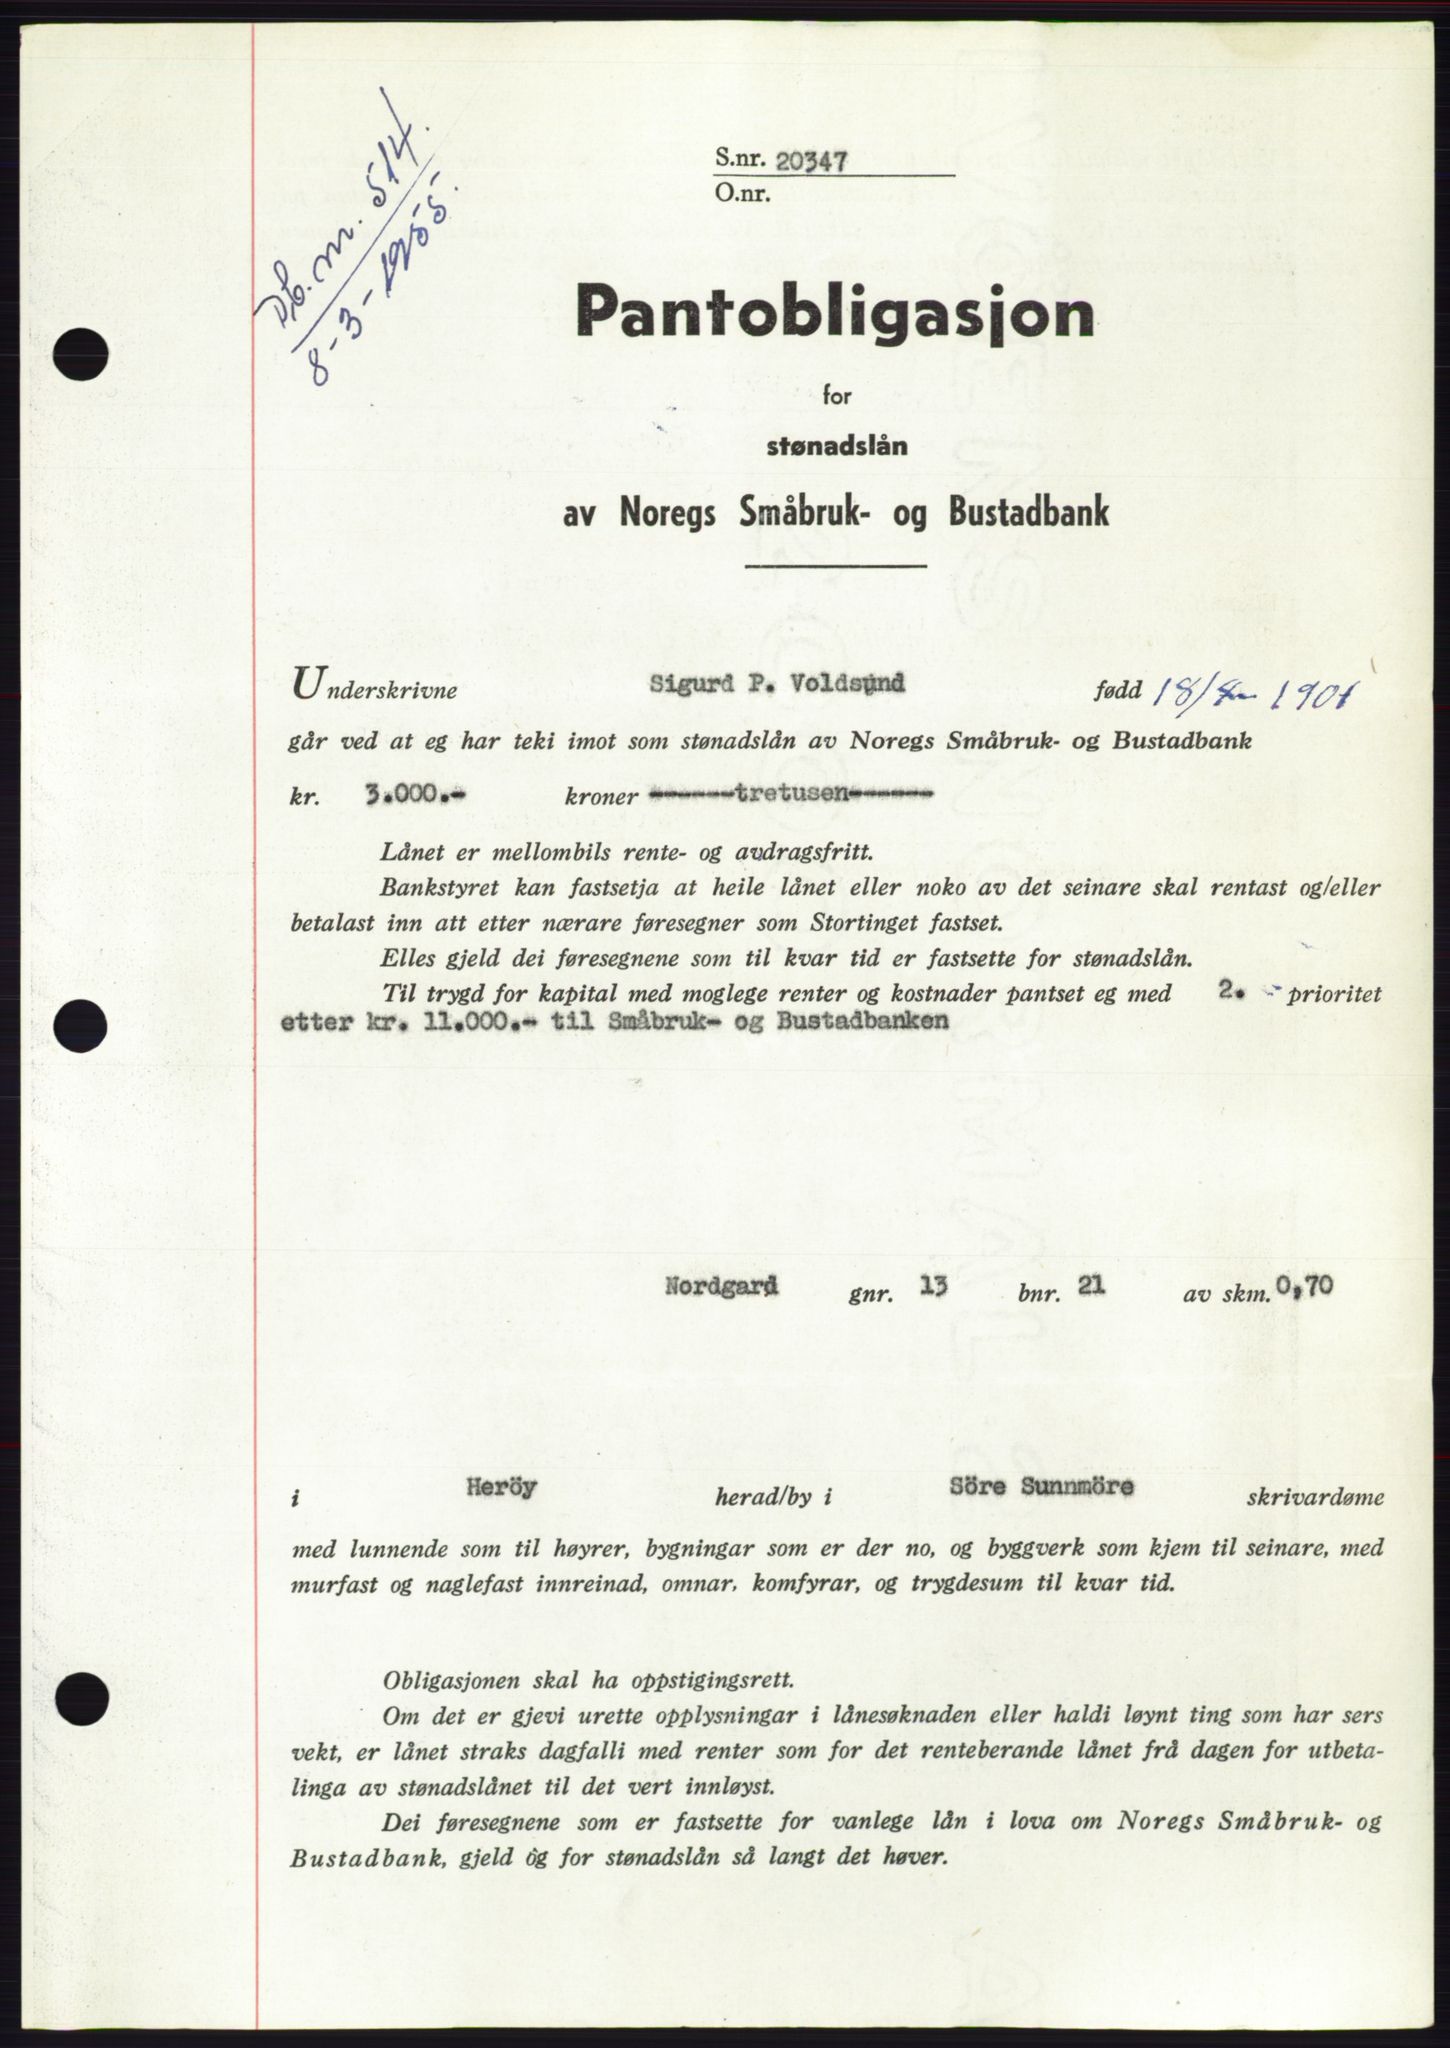 Db. nr. 514.
8-3-1955.
S.nr. 20347
O.nr.
Pantobligasjon
for
stønadslån
av Noregs Småbruk- og Bustadbank
Underskrivne Sigurd P. Voldsund fødd 18/ 1901
går ved at eg har teki imot som stønadslån av Noregs Småbruk- og Bustadbank
kr. 3.000.- kroner ------tretusen------
Lånet er mellombils rente- og avdragsfritt.
Bankstyret kan fastsetja at heile lånet eller noko av det seinare skal rentast og/eller
betalast inn att etter nærare føresegner som Stortinget fastset.
Elles gjeld dei føresegnene som til kvar tid er fastsette for stønadslån.
Til trygd for kapital med moglege renter og kostnader pantset eg med 2. prioritet
etter kr. 11.000.- til Småbruk- og Bustadbanken
Nordgard gnr. 13 bnr. 21 av skm. 0,70
i Heröy herad/by i Söre Sunnmöre skrivardøme
med lunnende som til høyrer, bygningar som er der no, og byggverk som kjem til seinare, med
murfast og naglefast innreinad, omnar, komfyrar, og trygdesum til kvar tid.
Obligasjonen skal ha oppstigingsrett.
Om det er gjevi urette opplysningar i lånesøknaden eller haldi løynt ting som har sers
vekt, er lånet straks dagfalli med renter som for det renteberande lånet frå dagen for utbeta-
linga av stønadslånet til det vert innløyst.
Dei føresegnene som er fastsette for vanlege lån i lova om Noregs Småbruk- og
Bustadbank, gjeld òg for stønadslån så langt det høver.